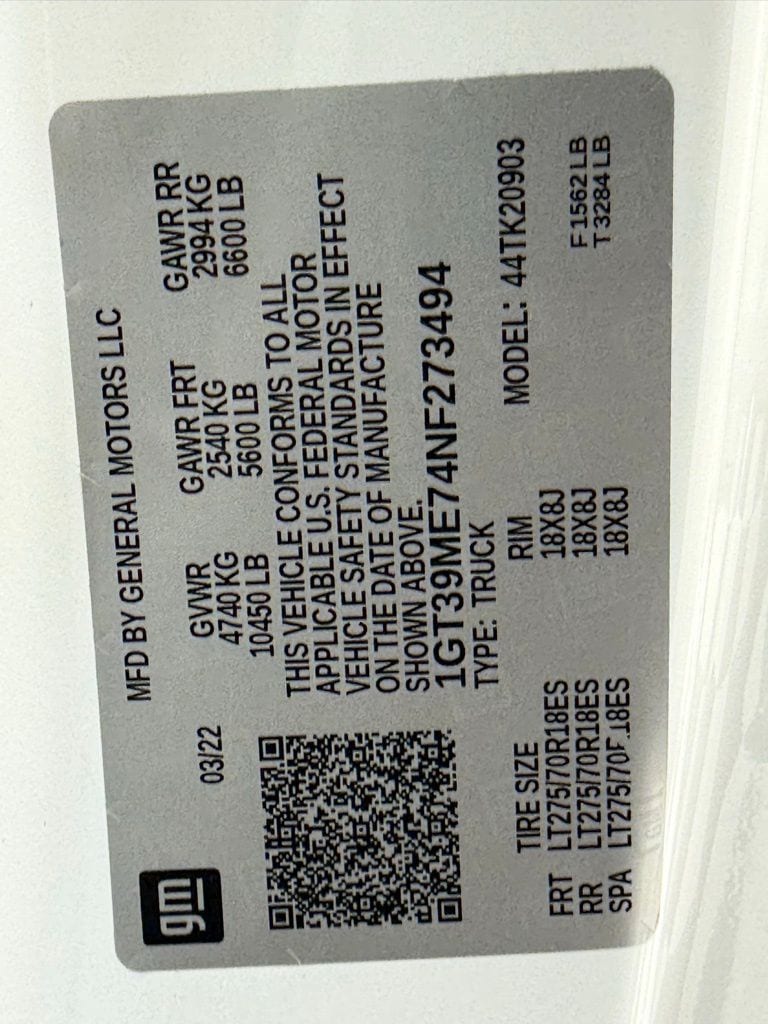 gm
03/22
MFD BY GENERAL MOTORS LLC
GVWR GAWR FRT GAWR RR
4740 KG 2540 KG 2994 KG
10450 LB 5600 LB 6600 LB
THIS VEHICLE CONFORMS TO ALL
APPLICABLE U.S. FEDERAL MOTOR
VEHICLE SAFETY STANDARDS IN EFFECT
ON THE DATE OF MANUFACTURE
SHOWN ABOVE.
1GT39ME74NF273494
TYPE: TRUCK MODEL: 44TK20903
TIRE SIZE RIM
FRT LT275/70R18ES 18X8J F1562 LB
RR LT275/70R18ES 18X8J T3284 LB
SPA LT275/70R18ES 18X8J